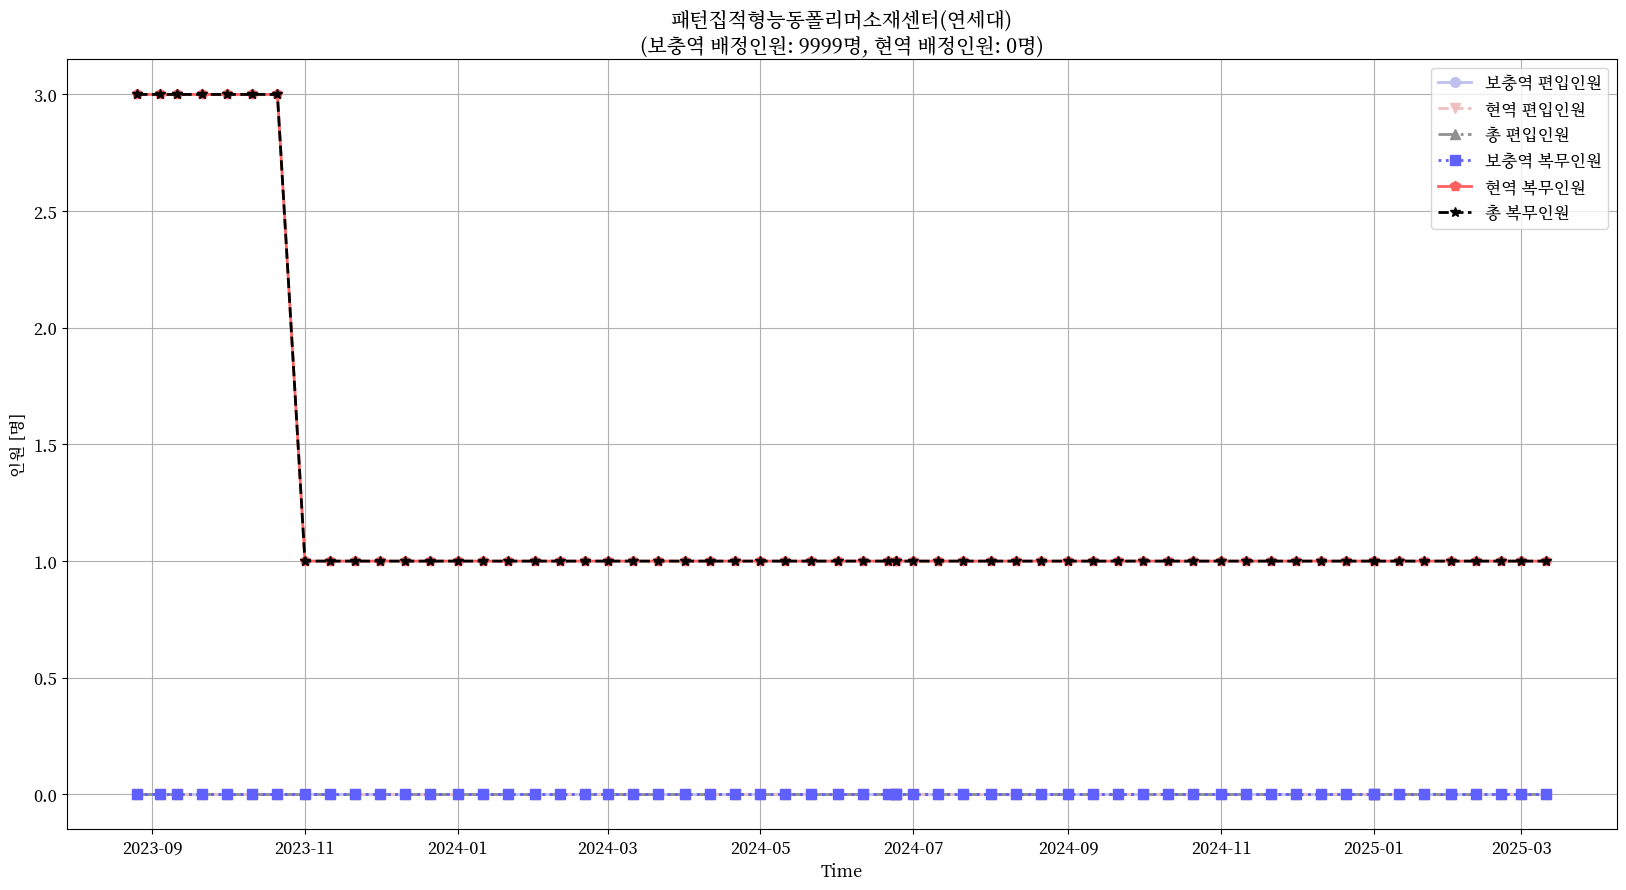 패턴집적형능동폴리머소재센터(연세대)
(보충역 배정인원: 9999명, 현역 배정인원: 0명)
보충역 편입인원
현역 편입인원
총 편입인원
보충역 복무인원
현역 복무인원
총 복무인원
3.0
2.5
2.0
1.5
1.0
0.5
0.0
인원 [명]
2023-09
2023-11
2024-01
2024-03
2024-05
2024-07
2024-09
2024-11
2025-01
2025-03
Time